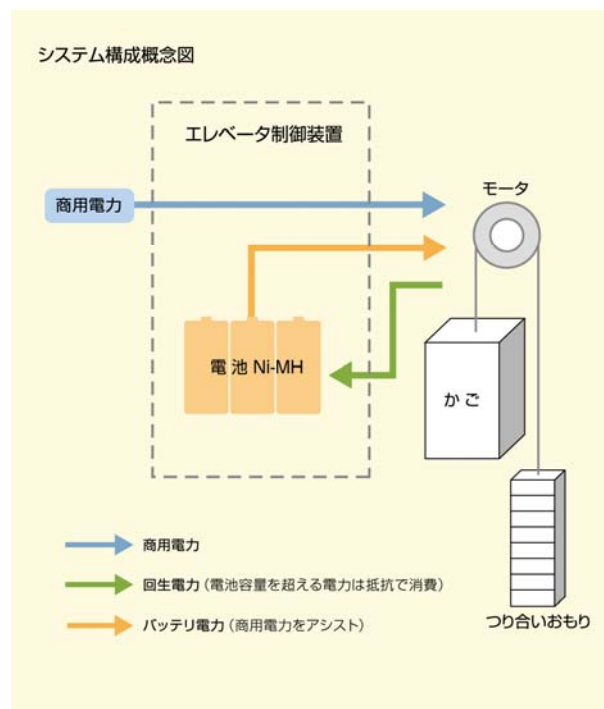 システム構成概念図
エレベータ制御装置
商用電力
モータ
電池 Ni-MH
かご
商用電力
回生電力（電池容量を超える電力は抵抗で消費）
バッテリ電力（商用電力をアシスト）
つり合いおもり